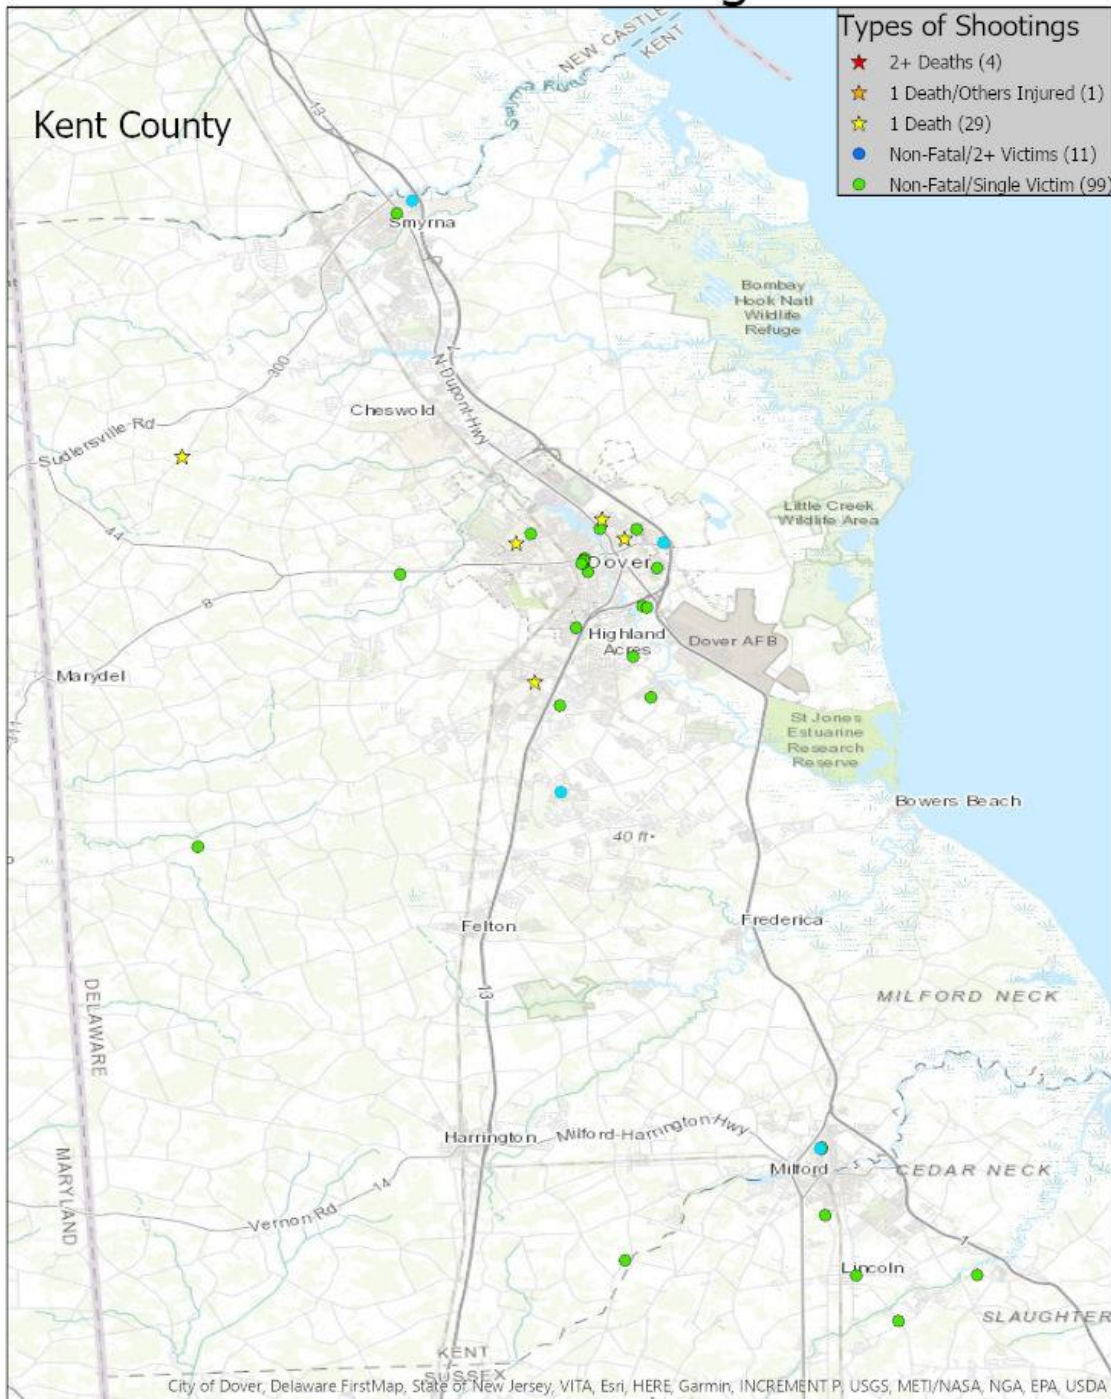 Types of Shootings
2+ Deaths (4)
1 Death/Others Injured (1)
1 Death (29)
Non-Fatal/2+ Victims (11)
Non-Fatal/Single Victim (99)
Kent County
NEW CASTLE
KENT
Smyrna River
13
Smyrna
Bombay
Hook Natl
Wildlife
Refuge
300
1
N Dupont Hwy
Cheswold
Sudlersville Rd
Little Creek
Wildlife Area
44
Dover
8
Highland
Acres
Dover AFB
Marydel
St Jones
Estuarine
Research
Reserve
Bowers Beach
40 ft
Felton
Frederica
13
MILFORD NECK
DELAWARE
MARYLAND
Harrington
Milford-Harrington Hwy
Milford
CEDAR NECK
14
Vernon Rd
1
Lincoln
SLAUGHTER
KENT
SUSSEX
City of Dover, Delaware FirstMap, State of New Jersey, VITA, Esri, HERE, Garmin, INCREMENT P, USGS, METI/NASA, NGA, EPA, USDA